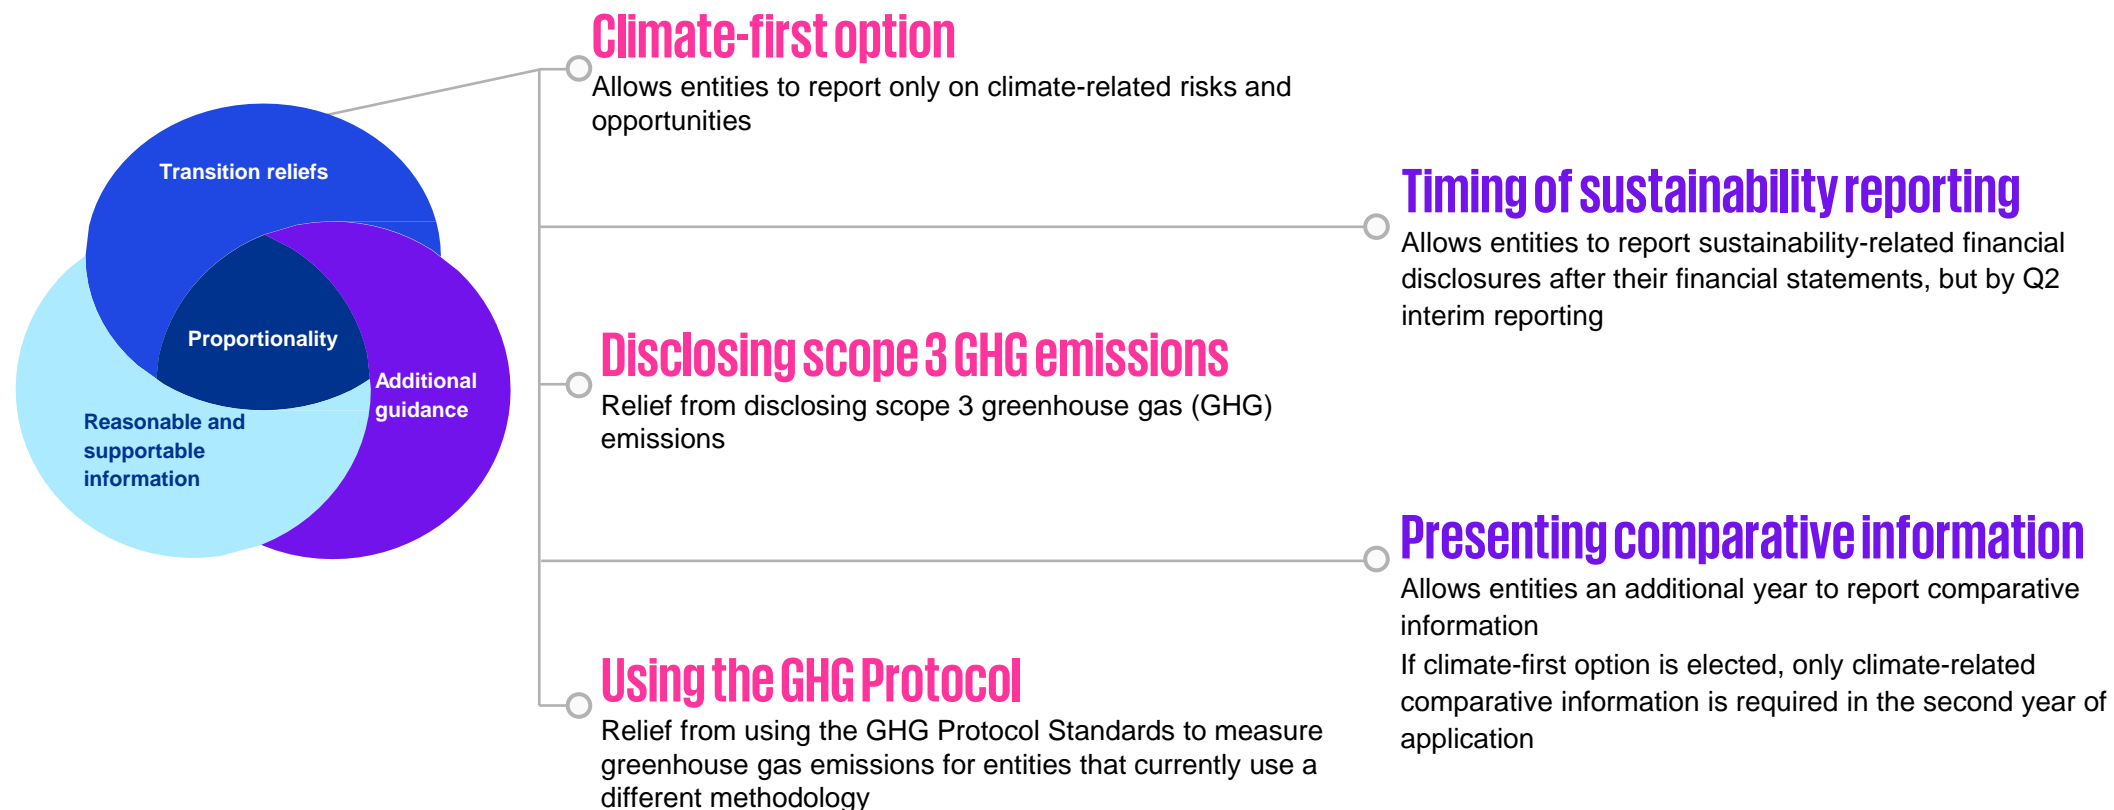 Climate-first option
Allows entities to report only on climate-related risks and
opportunities
Transition reliefs
Proportionality
Additional
guidance
Reasonable and
supportable
information
Timing of sustainability reporting
Allows entities to report sustainability-related financial
disclosures after their financial statements, but by Q2
interim reporting
Disclosing scope 3 GHG emissions
Relief from disclosing scope 3 greenhouse gas (GHG)
emissions
Presenting comparative information
Allows entities an additional year to report comparative
information
If climate-first option is elected, only climate-related
comparative information is required in the second year of
application
Using the GHG Protocol
Relief from using the GHG Protocol Standards to measure
greenhouse gas emissions for entities that currently use a
different methodology